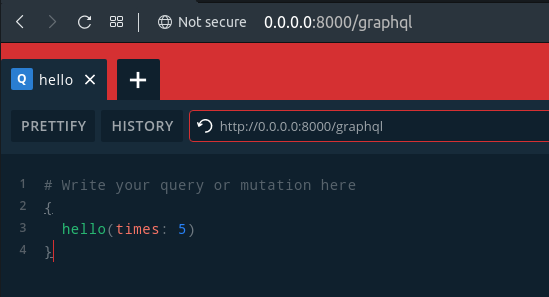 Not secure 0.0.0.0:8000/graphql
Q hello
PRETTIFY HISTORY http://0.0.0.0:8000/graphql
1 # Write your query or mutation here
2 {
3 hello(times: 5)
4 }